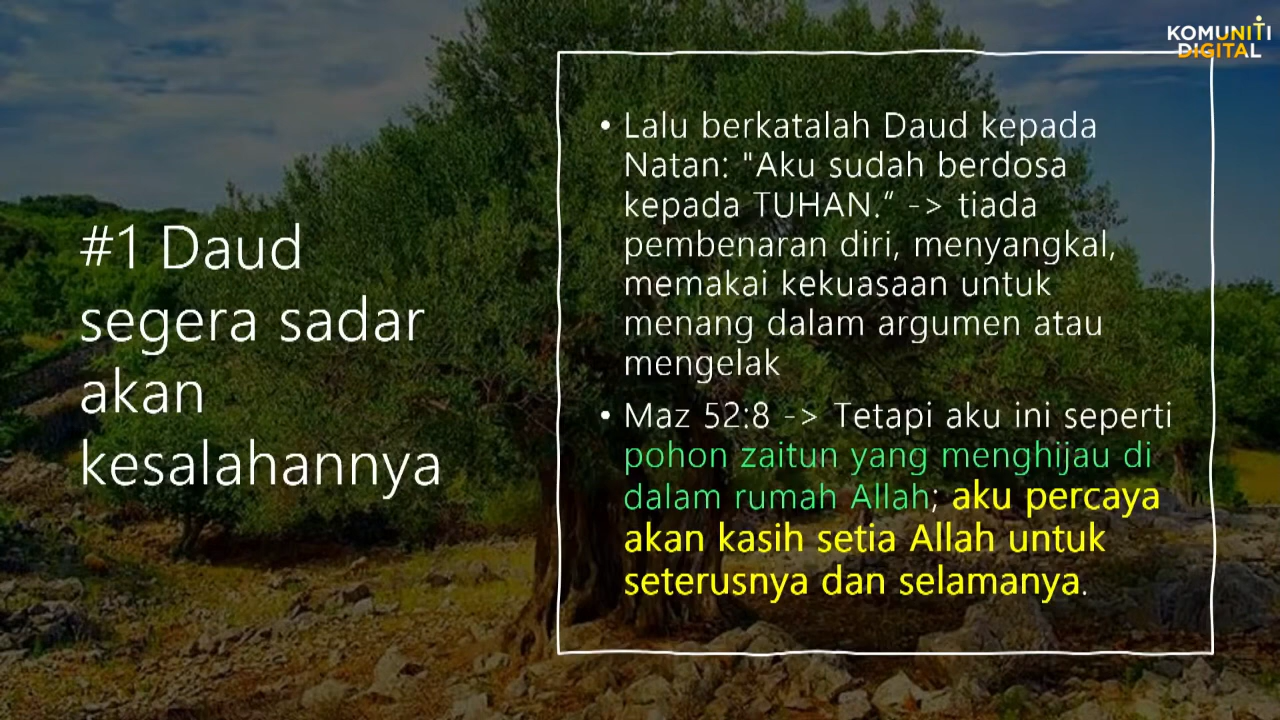 KOMUNITI
DIGITAL
#1 Daud
segera sadar
akan
kesalahannya
• Lalu berkatalah Daud kepada
Natan: "Aku sudah berdosa
kepada TUHAN.” -> tiada
pembenaran diri, menyangkal,
memakai kekuasaan untuk
menang dalam argumen atau
mengelak
• Maz 52:8 -> Tetapi aku ini seperti
pohon zaitun yang menghijau di
dalam rumah Allah; aku percaya
akan kasih setia Allah untuk
seterusnya dan selamanya.